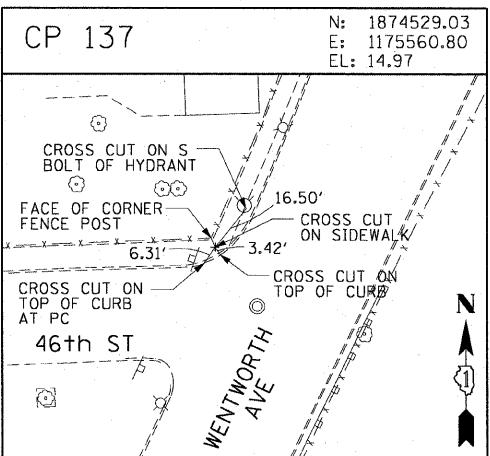 CP 137
N: 1874529.03
E: 1175560.80
EL: 14.97
CROSS CUT ON S
BOLT OF HYDRANT
16.50'
FACE OF CORNER
FENCE POST
CROSS CUT
ON SIDEWALK
6.31'
3.42'
CROSS CUT ON
TOP OF CURB
AT PC
CROSS CUT ON
TOP OF CURB
46th ST
WENTWORTH
AVE
N
1